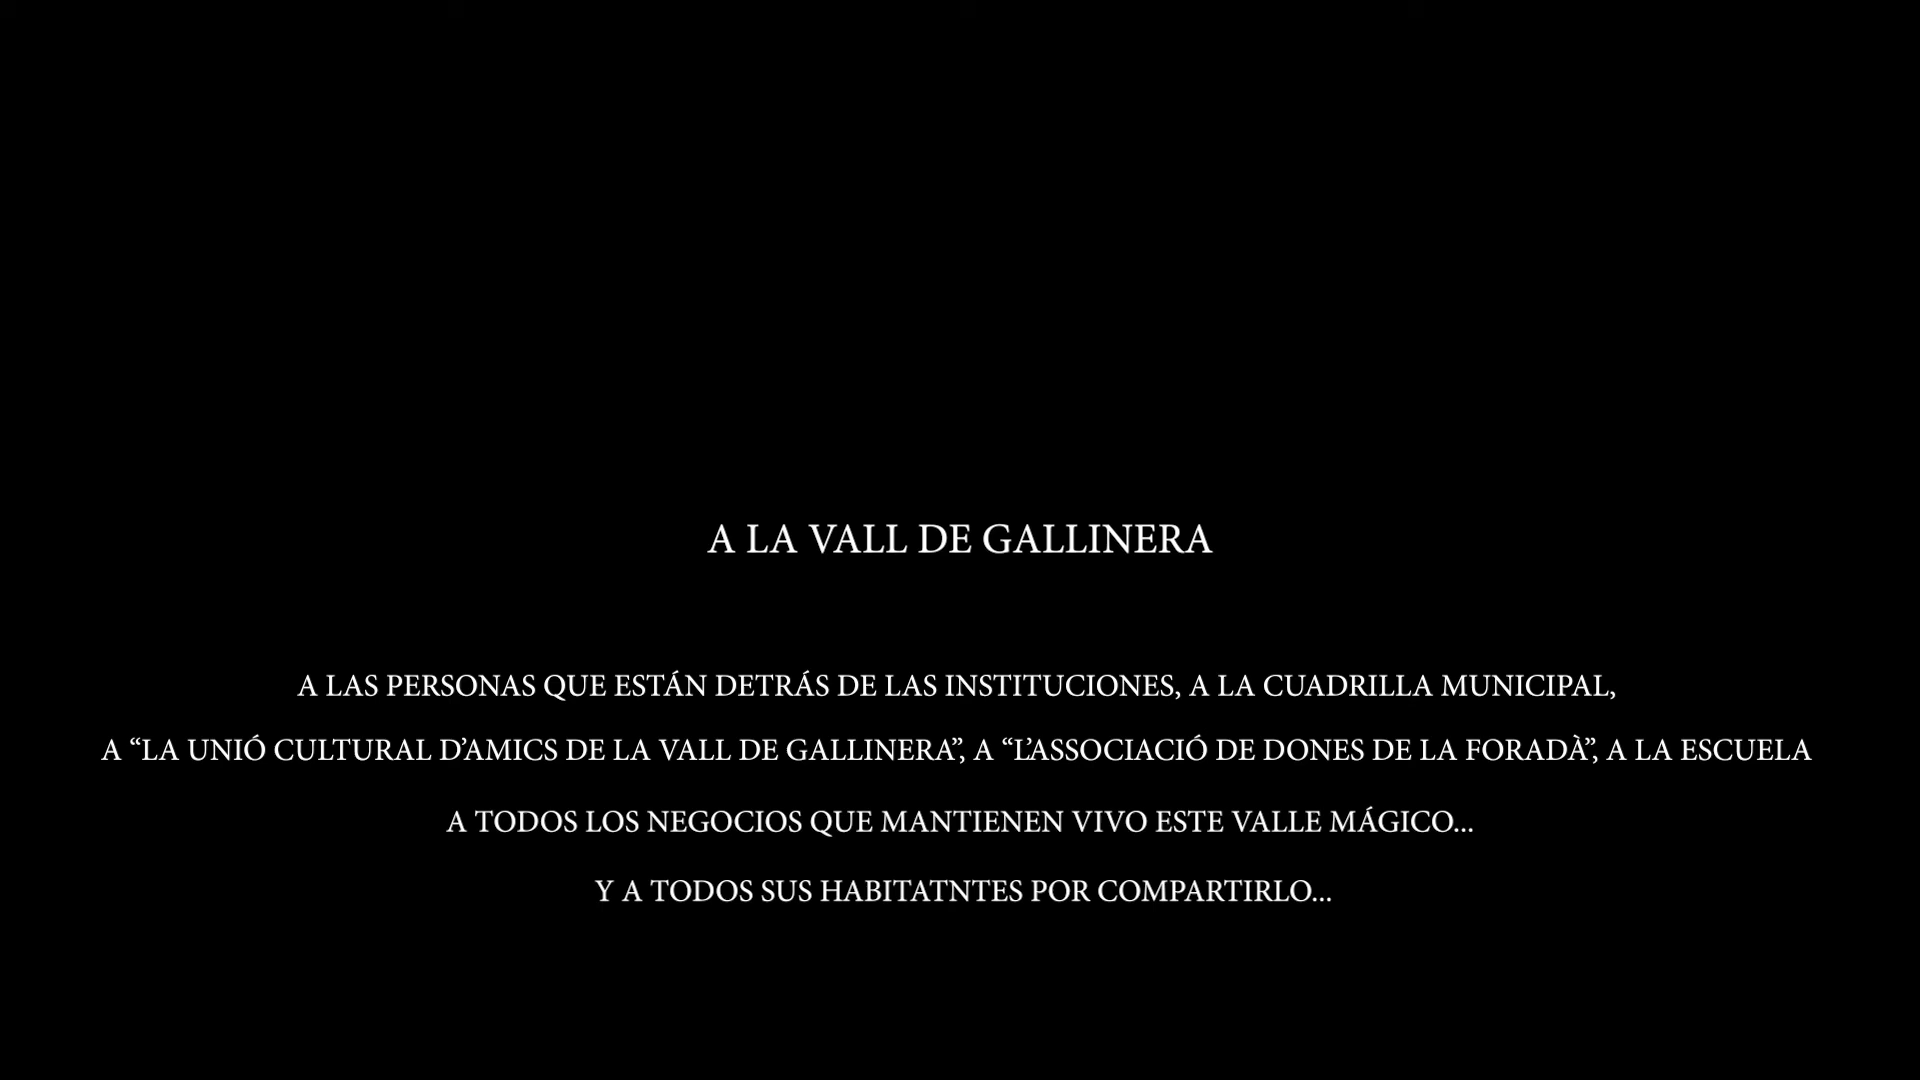 A LA VALL DE GALLINERA
A LAS PERSONAS QUE ESTÁN DETRÁS DE LAS INSTITUCIONES, A LA CUADRILLA MUNICIPAL,
A “LA UNIÓ CULTURAL D’AMICS DE LA VALL DE GALLINERA”, A “L’ASSOCIACIÓ DE DONES DE LA FORADÀ”, A LA ESCUELA
A TODOS LOS NEGOCIOS QUE MANTIENEN VIVO ESTE VALLE MÁGICO...
Y A TODOS SUS HABITATNTES POR COMPARTIRLO...